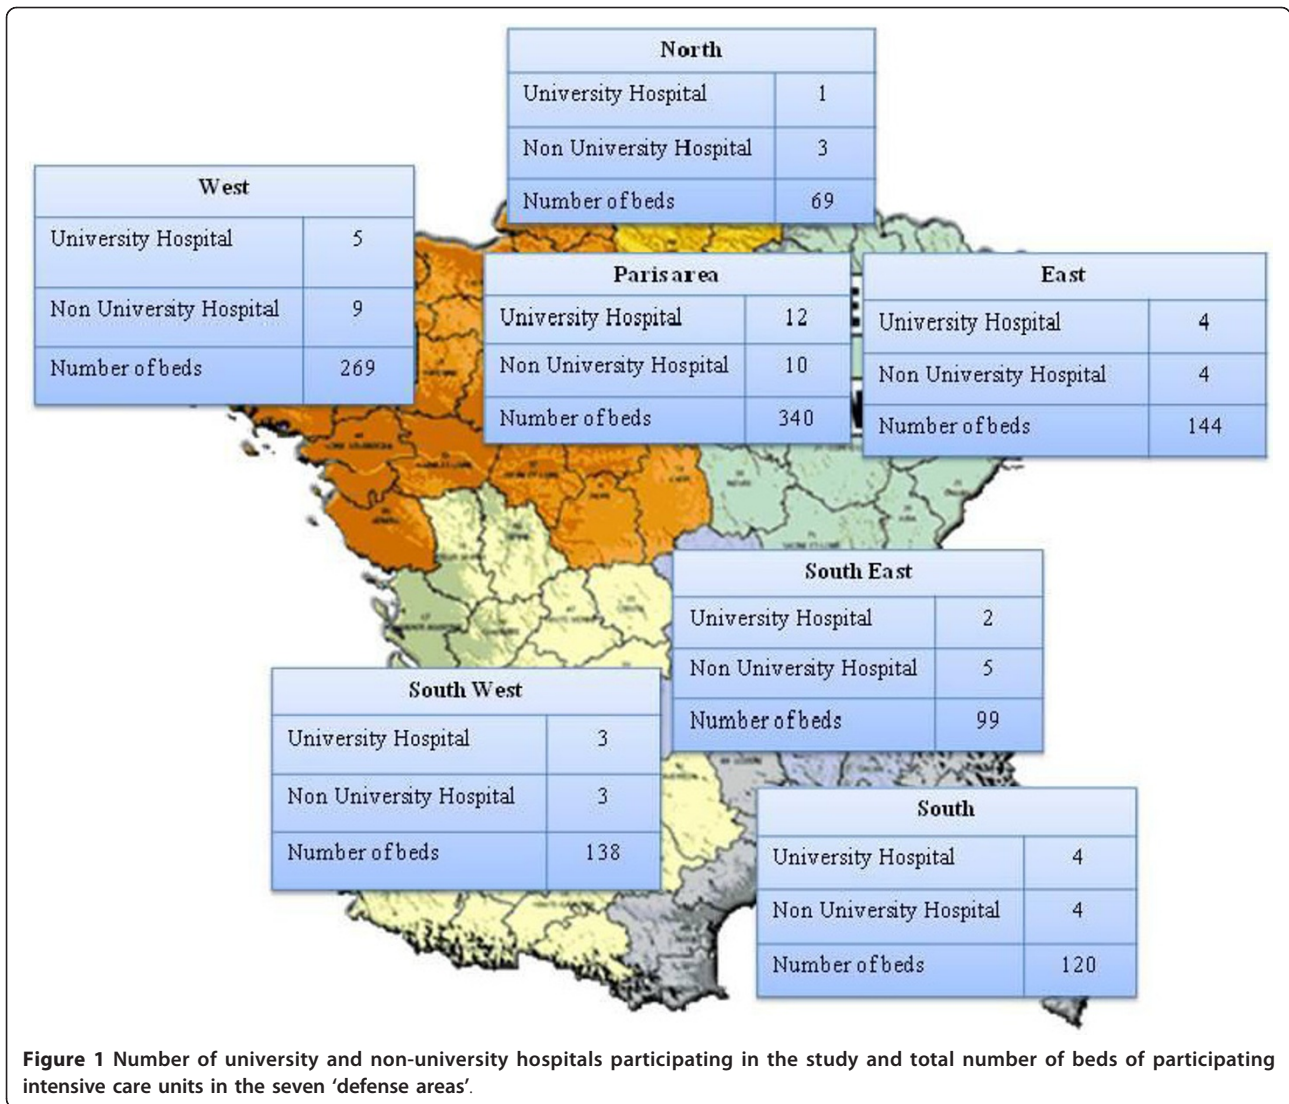 North
University Hospital 1
Non University Hospital 3
Number of beds 69
West
University Hospital 5
Non University Hospital 9
Number of beds 269
Paris area
University Hospital 12
Non University Hospital 10
Number of beds 340
East
University Hospital 4
Non University Hospital 4
Number of beds 144
South East
University Hospital 2
Non University Hospital 5
Number of beds 99
South West
University Hospital 3
Non University Hospital 3
Number of beds 138
South
University Hospital 4
Non University Hospital 4
Number of beds 120
Figure 1 Number of university and non-university hospitals participating in the study and total number of beds of participating
intensive care units in the seven ‘defense areas’.